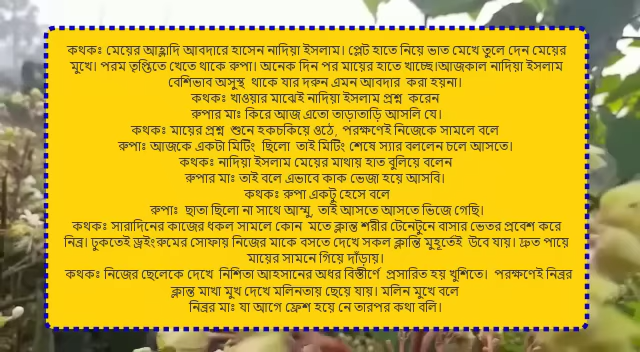 কথকঃ মেয়ের আহ্লাদি আবদারে হাসেন নাদিয়া ইসলাম। প্লেট হাতে নিয়ে ভাত মেখে তুলে দেন মেয়ের
মুখে। পরম তৃপ্তিতে খেতে থাকে রুপা। অনেক দিন পর মায়ের হাতে খাচ্ছে।আজকাল নাদিয়া ইসলাম
বেশিভাব অসুস্থ থাকে যার দরুন এমন আবদার করা হয়না।
কথকঃ খাওয়ার মাঝেই নাদিয়া ইসলাম প্রশ্ন করেন
রুপার মাঃ কিরে আজ এতো তাড়াতাড়ি আসলি যে।
কথকঃ মায়ের প্রশ্ন শুনে হকচকিয়ে ওঠে, পরক্ষণেই নিজেকে সামলে বলে
রুপাঃ আজকে একটা মিটিং ছিলো তাই মিটিং শেষে স্যার বললেন চলে আসতে।
কথকঃ নাদিয়া ইসলাম মেয়ের মাথায় হাত বুলিয়ে বলেন
রুপার মাঃ তাই বলে এভাবে কাক ভেজা হয়ে আসবি।
কথকঃ রুপা একটু হেসে বলে
রুপাঃ ছাতা ছিলো না সাথে আম্মু, তাই আসতে আসতে ভিজে গেছি।
কথকঃ সারাদিনের কাজের ধকল সামলে কোন মতে ক্লান্ত শরীর টেনেটুনে বাসার ভেতর প্রবেশ করে
নিব্র। ঢুকতেই ড্রইংরুমের সোফায় নিজের মাকে বসতে দেখে সকল ক্লান্তি মুহূর্তেই উবে যায়। দ্রুত পায়ে
মায়ের সামনে গিয়ে দাঁড়ায়।
কথকঃ নিজের ছেলেকে দেখে নিশিতা আহসানের অধর বিস্তীর্ণে প্রসারিত হয় খুশিতে। পরক্ষণেই নিব্রর
ক্লান্ত মাখা মুখ দেখে মলিনতায় ছেয়ে যায়। মলিন মুখে বলে
নিব্রর মাঃ যা আগে ফ্রেশ হয়ে নে তারপর কথা বলি।